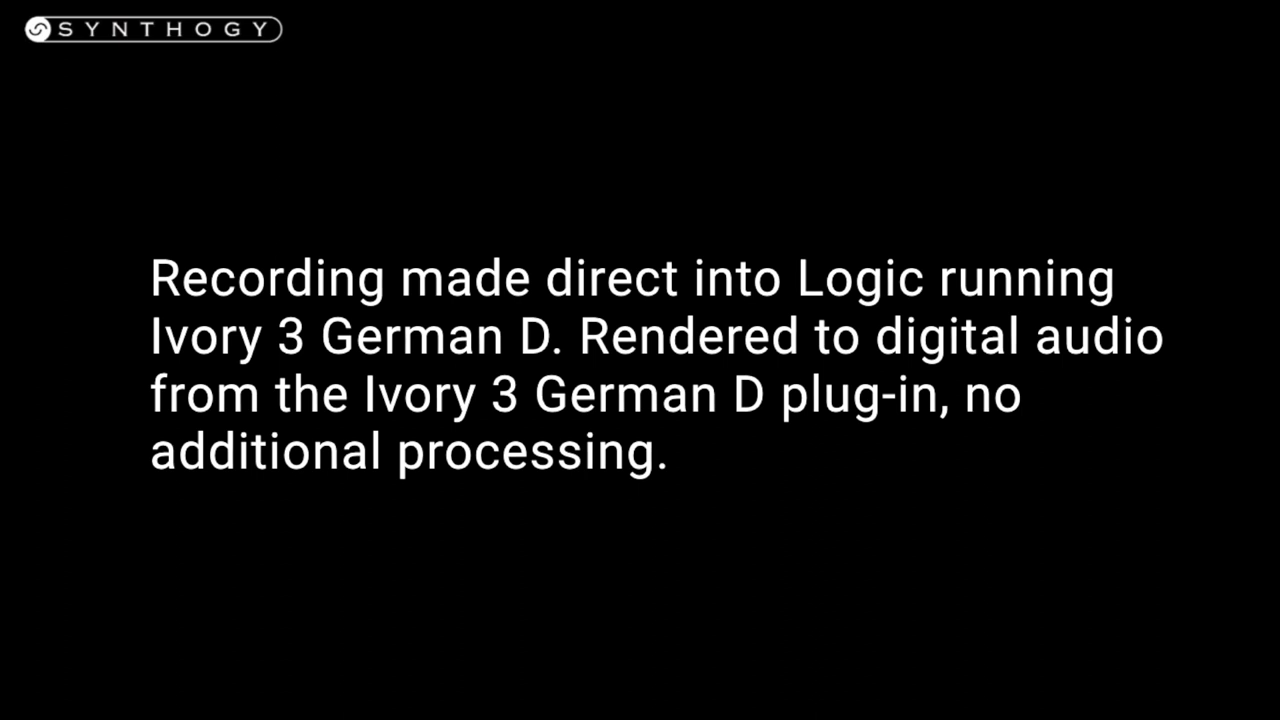 SYNTHOGY
Recording made direct into Logic running
Ivory 3 German D. Rendered to digital audio
from the Ivory 3 German D plug-in, no
additional processing.